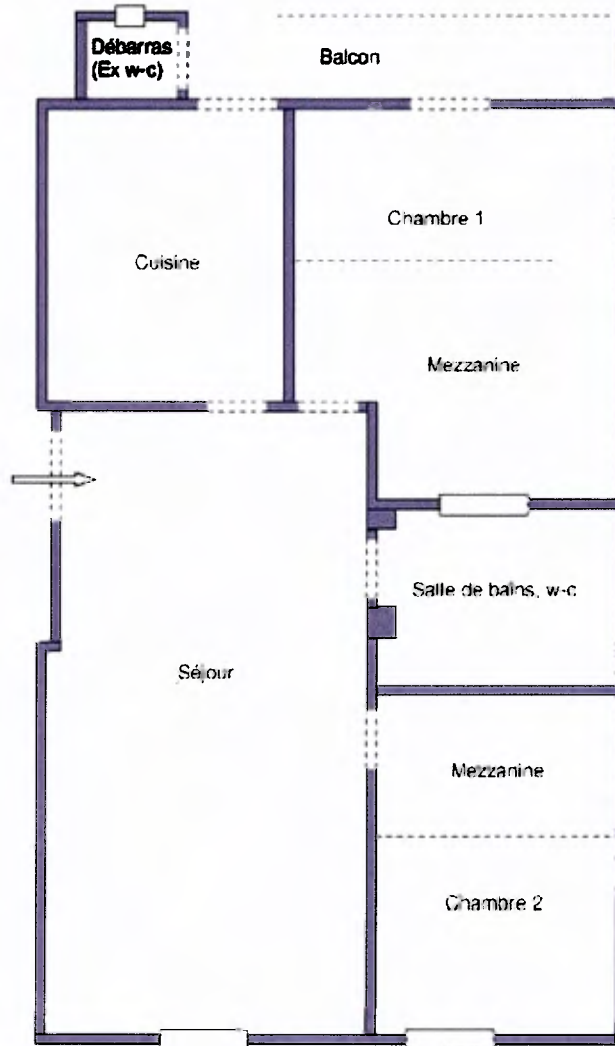 Débarras
(Ex w-c)
Balcon
Chambre 1
Cuisine
Mezzanine
Salle de bains, w-c
Séjour
Mezzanine
Chambre 2